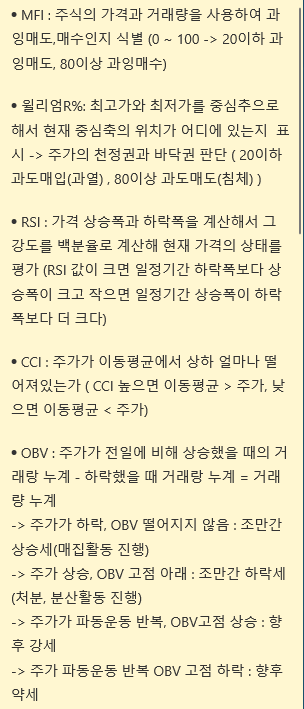 • MFI : 주식의 가격과 거래량을 사용하여 과
잉매도,매수인지 식별 (0 ~ 100 -> 20이하 과
잉매도, 80이상 과잉매수)
• 윌리엄R%: 최고가와 최저가를 중심추으로
해서 현재 중심축의 위치가 어디에 있는지 표
시 -> 주가의 천정권과 바닥권 판단 ( 20이하
과도매입(과열) , 80이상 과도매도(침체) )
• RSI : 가격 상승폭과 하락폭을 계산해서 그
강도를 백분율로 계산해 현재 가격의 상태를
평가 (RSI 값이 크면 일정기간 하락폭보다 상
승폭이 크고 작으면 일정기간 상승폭이 하락
폭보다 더 크다)
• CCI : 주가가 이동평균에서 상하 얼마나 떨
어져있는가 ( CCI 높으면 이동평균 > 주가, 낮
으면 이동평균 < 주가)
• OBV : 주가가 전일에 비해 상승했을 때의 거
래랑 누계 - 하락했을 때 거래랑 누계 = 거래
량 누계
-> 주가가 하락, OBV 떨어지지 않음 : 조만간
상승세(매집활동 진행)
-> 주가 상승, OBV 고점 아래 : 조만간 하락세
(처분, 분산활동 진행)
-> 주가가 파동운동 반복, OBV고점 상승 : 향
후 강세
-> 주가 파동운동 반복 OBV 고점 하락 : 향후
약세